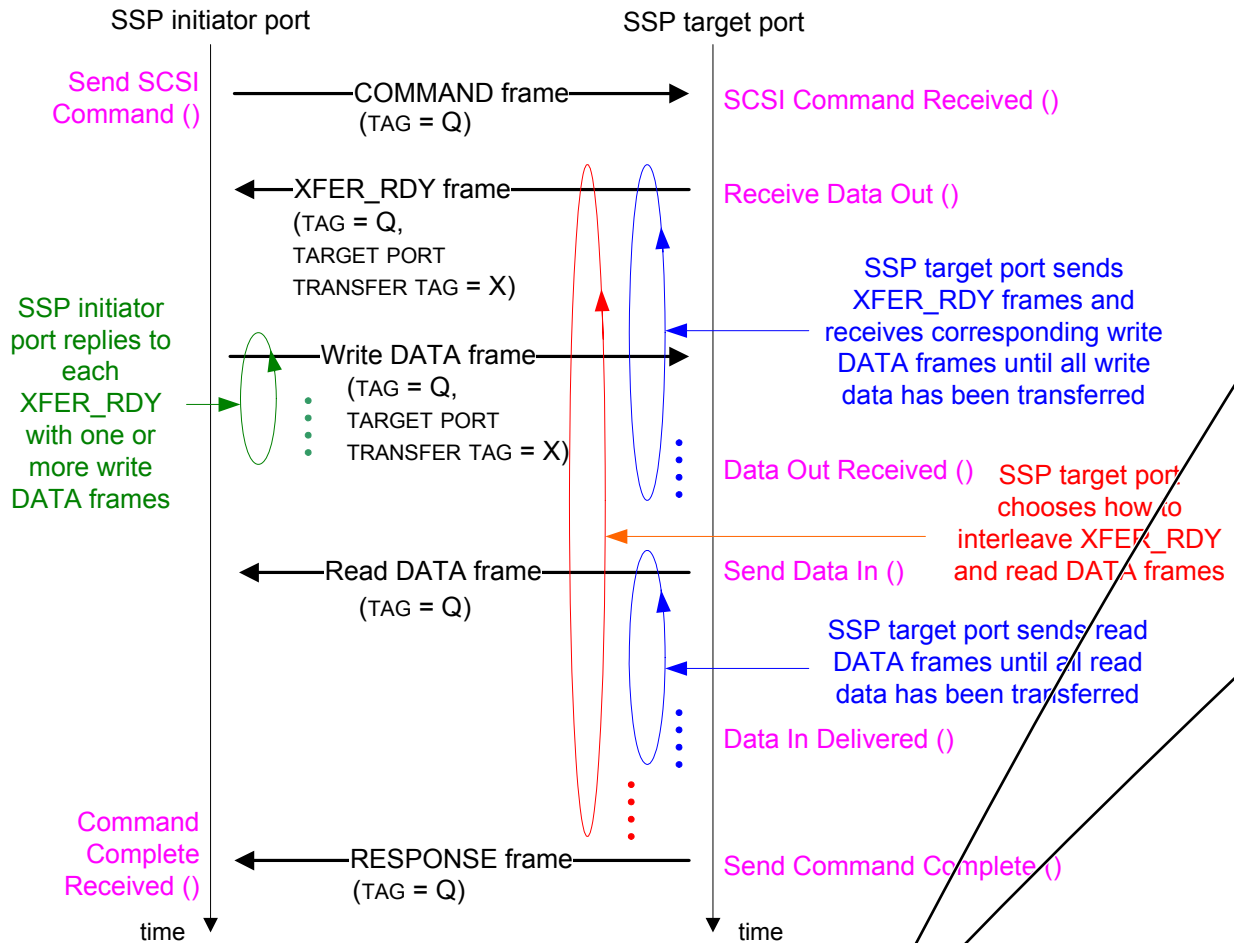 SSP initiator port
SSP target port
Send SCSI
Command ()
COMMAND frame
(TAG = Q)
SCSI Command Received ()
XFER_RDY frame
(TAG = Q,
TARGET PORT
TRANSFER TAG = X)
Receive Data Out ()
SSP target port sends
XFER_RDY frames and
receives corresponding write
DATA frames until all write
data has been transferred
SSP initiator
port replies to
each
XFER_RDY
with one or
more write
DATA frames
Write DATA frame
(TAG = Q,
TARGET PORT
TRANSFER TAG = X)
Data Out Received ()
SSP target port
chooses how to
interleave XFER_RDY
and read DATA frames
Read DATA frame
(TAG = Q)
Send Data In ()
SSP target port sends read
DATA frames until all read
data has been transferred
Data In Delivered ()
Command
Complete
Received ()
RESPONSE frame
(TAG = Q)
Send Command Complete ()
time
time